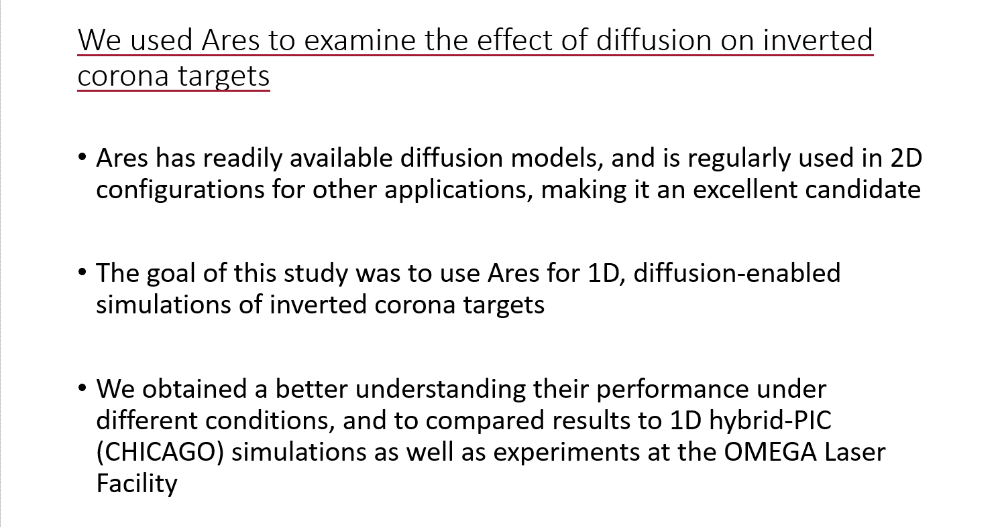 We used Ares to examine the effect of diffusion on inverted
corona targets
• Ares has readily available diffusion models, and is regularly used in 2D
configurations for other applications, making it an excellent candidate
• The goal of this study was to use Ares for 1D, diffusion-enabled
simulations of inverted corona targets
• We obtained a better understanding their performance under
different conditions, and to compared results to 1D hybrid-PIC
(CHICAGO) simulations as well as experiments at the OMEGA Laser
Facility